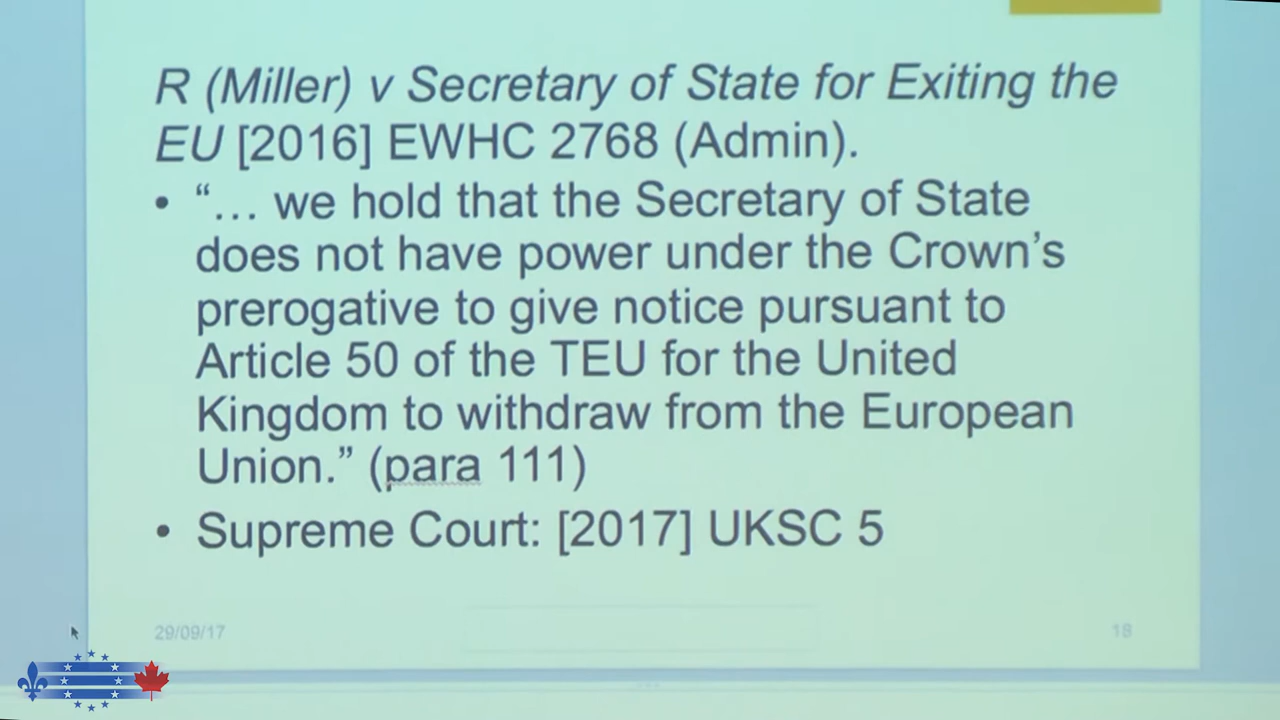 R (Miller) v Secretary of State for Exiting the
EU [2016] EWHC 2768 (Admin).
• “… we hold that the Secretary of State
does not have power under the Crown’s
prerogative to give notice pursuant to
Article 50 of the TEU for the United
Kingdom to withdraw from the European
Union.” (para 111)
• Supreme Court: [2017] UKSC 5
29/09/17
18